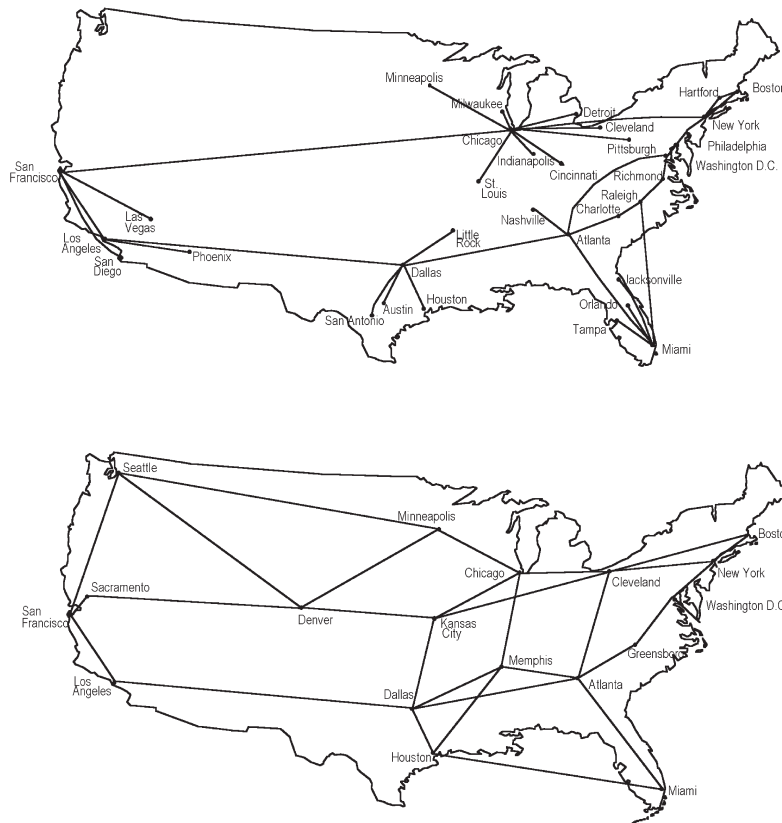 Minneapolis
Milwaukee
Detroit
Hartford
Boston
Chicago
Cleveland
New York
Indianapolis
Pittsburgh
Philadelphia
Cincinnati
Washington D.C.
Richmond
San
Francisco
St.
Louis
Raleigh
Nashville
Charlotte
Las
Vegas
Los
Angeles
Little
Rock
Atlanta
San
Diego
Phoenix
Dallas
Jacksonville
Austin
Houston
Orlando
San Antonio
Tampa
Miami
Seattle
Minneapolis
Boston
Chicago
Cleveland
New York
Sacramento
San
Francisco
Denver
Kansas
City
Washington D.C
Greensboro
Memphis
Los
Angeles
Dallas
Atlanta
Houston
Miami